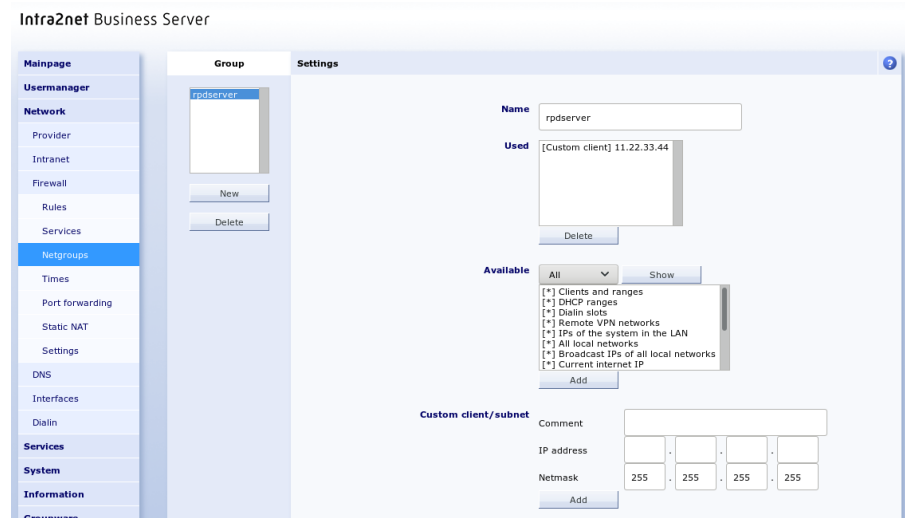 Intra2net Business Server
Mainpage
Usermanager
Network
Provider
Intranet
Firewall
Rules
Services
Netgroups
Times
Port forwarding
Static NAT
Settings
DNS
Interfaces
Dialin
Services
System
Information
Groupware
Group
rpdserver
New
Delete
Settings
?
Name
rpdserver
Used
[Custom client] 11.22.33.44
Delete
Available
All
Show
[*] Clients and ranges
[*] DHCP ranges
[*] Dialin slots
[*] Remote VPN networks
[*] IPs of the system in the LAN
[*] All local networks
[*] Broadcast IPs of all local networks
[*] Current internet IP
Add
Custom client/subnet
Comment
IP address . . .
Netmask 255 . 255 . 255 . 255
Add